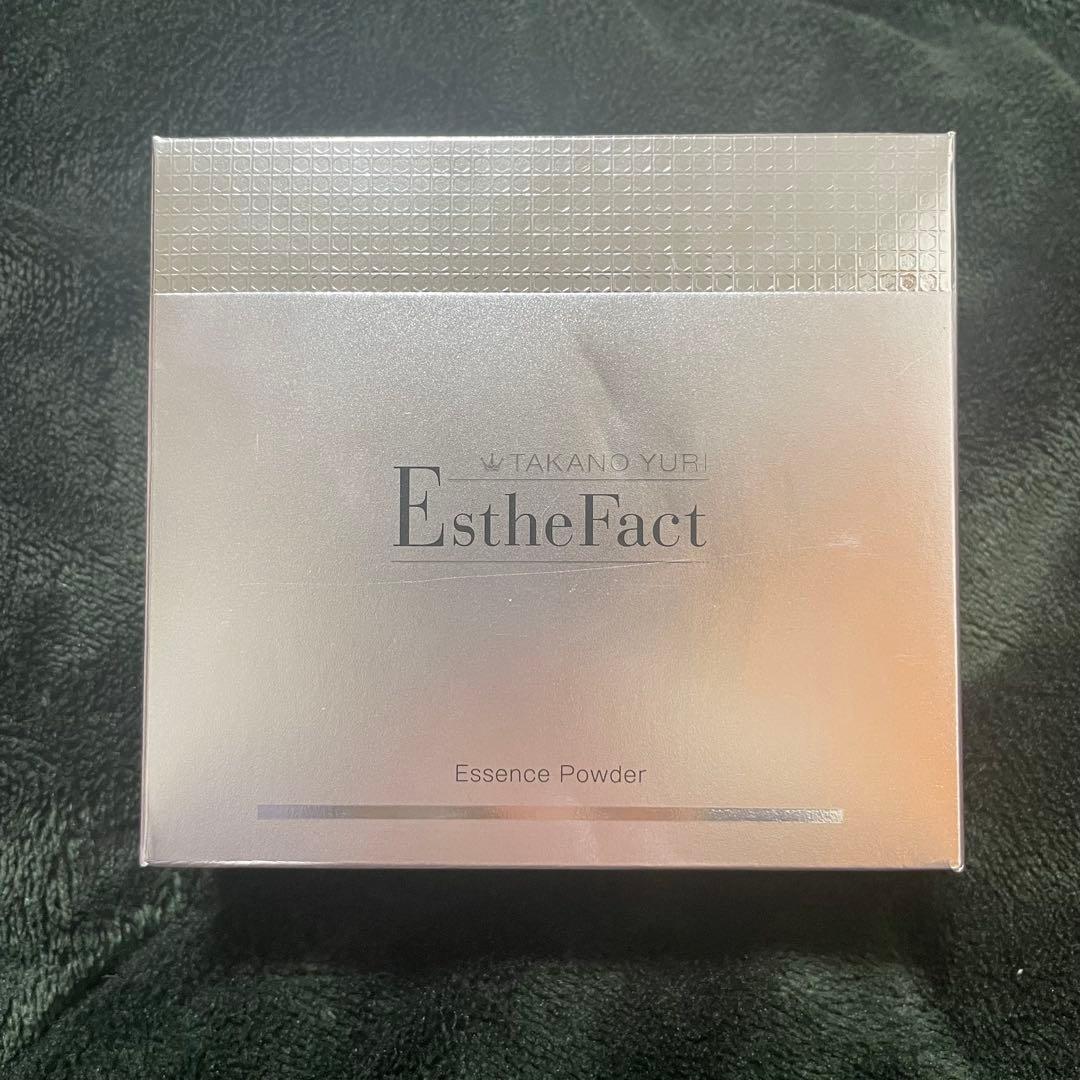 TAKANO YURI
EstheFact
Essence Powder